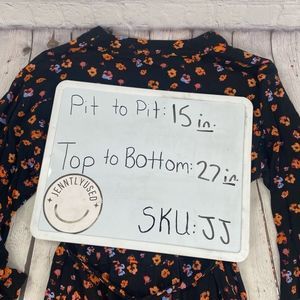 Pit to Pit: 15 in.
Top to Bottom: 27 in
SKU: JJ
JENNTLYUSED